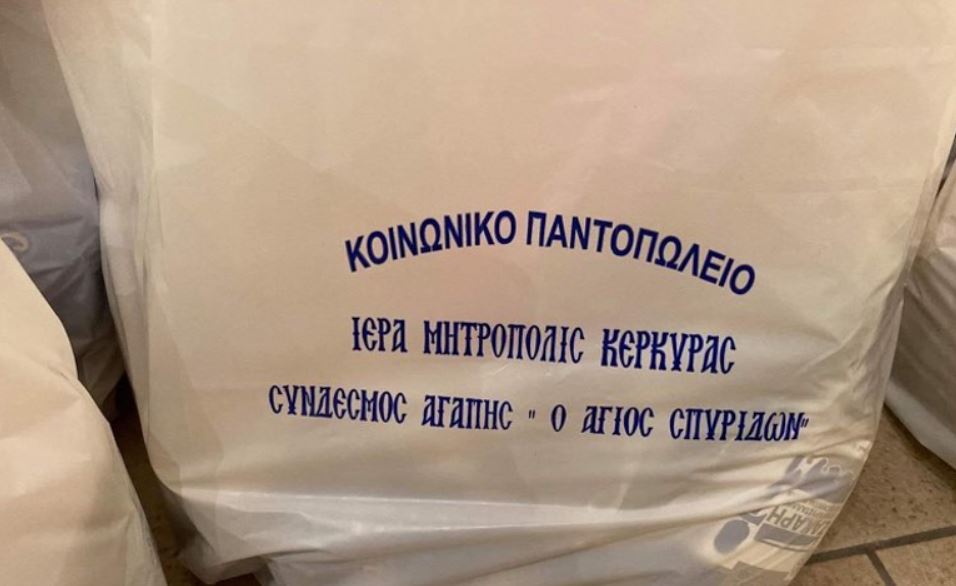 ΚΟΙΝΩΝΙΚΟ ΠΑΝΤΟΠΩΛΕΙΟ
ΙΕΡΑ ΜΗΤΡΟΠΟΛΙΣ ΚΕΡΚΥΡΑΣ
ΣΥΝΔΕΣΜΟΣ ΑΓΑΠΗΣ " Ο ΑΓΙΟΣ ΣΠΥΡΙΔΩΝ"